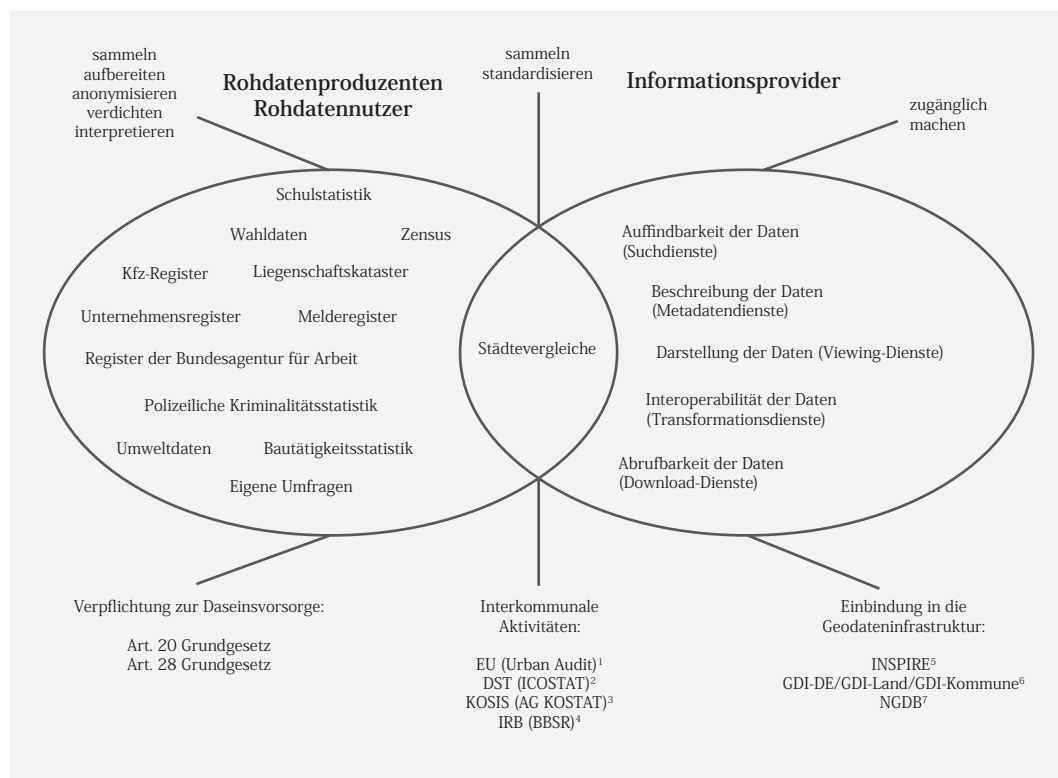 sammeln
aufbereiten
anonymisieren
verdichten
interpretieren
Rohdatenproduzenten
Rohdatennutzer
sammeln
standardisieren
Informationsprovider
zugänglich
machen
Schulstatistik
Wahldaten
Zensus
Kfz-Register
Liegenschaftskataster
Unternehmensregister
Melderegister
Register der Bundesagentur für Arbeit
Polizeiliche Kriminalitätsstatistik
Umweltdaten
Bautätigkeitsstatistik
Eigene Umfragen
Städtevergleiche
Auffindbarkeit der Daten
(Suchdienste)
Beschreibung der Daten
(Metadatendienste)
Darstellung der Daten (Viewing-Dienste)
Interoperabilität der Daten
(Transformationsdienste)
Abrufbarkeit der Daten
(Download-Dienste)
Verpflichtung zur Daseinsvorsorge:
Art. 20 Grundgesetz
Art. 28 Grundgesetz
Interkommunale
Aktivitäten:
EU (Urban Audit)¹
DST (ICOSTAT)²
KOSIS (AG KOSTAT)³
IRB (BBSR)⁴
Einbindung in die
Geodateninfrastruktur:
INSPIRE⁵
GDI-DE/GDI-Land/GDI-Kommune⁶
NGDB⁷